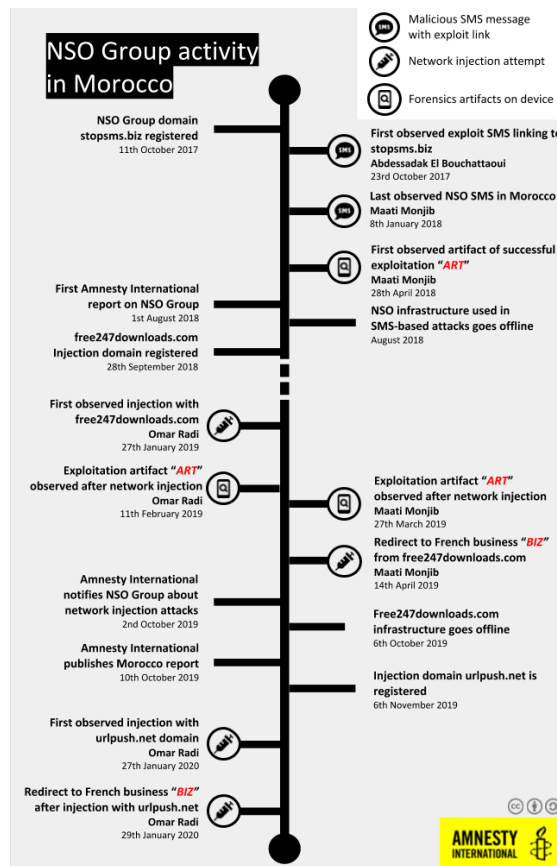 NSO Group activity
in Morocco
Malicious SMS message
with exploit link
Network injection attempt
Forensics artifacts on device
NSO Group domain
stopsms.biz registered
11th October 2017
First observed exploit SMS linking to
stopsms.biz
Abdessadak El Bouchattaoui
23rd October 2017
Last observed NSO SMS in Morocco
Maati Monjib
8th January 2018
First observed artifact of successful
exploitation “ART”
Maati Monjib
28th April 2018
First Amnesty International
report on NSO Group
1st August 2018
NSO infrastructure used in
SMS-based attacks goes offline
August 2018
free247downloads.com
Injection domain registered
28th September 2018
First observed injection with
free247downloads.com
Omar Radi
27th January 2019
Exploitation artifact “ART”
observed after network injection
Omar Radi
11th February 2019
Exploitation artifact “ART”
observed after network injection
Maati Monjib
27th March 2019
Redirect to French business “BIZ”
from free247downloads.com
Maati Monjib
14th April 2019
Amnesty International
notifies NSO Group about
network injection attacks
2nd October 2019
Free247downloads.com
infrastructure goes offline
6th October 2019
Amnesty International
publishes Morocco report
10th October 2019
Injection domain urlpush.net is
registered
6th November 2019
First observed injection with
urlpush.net domain
Omar Radi
27th January 2020
Redirect to French business “BIZ”
after injection with urlpush.net
Omar Radi
29th January 2020
SMS
SMS
SMS
cc
AMNESTY
INTERNATIONAL